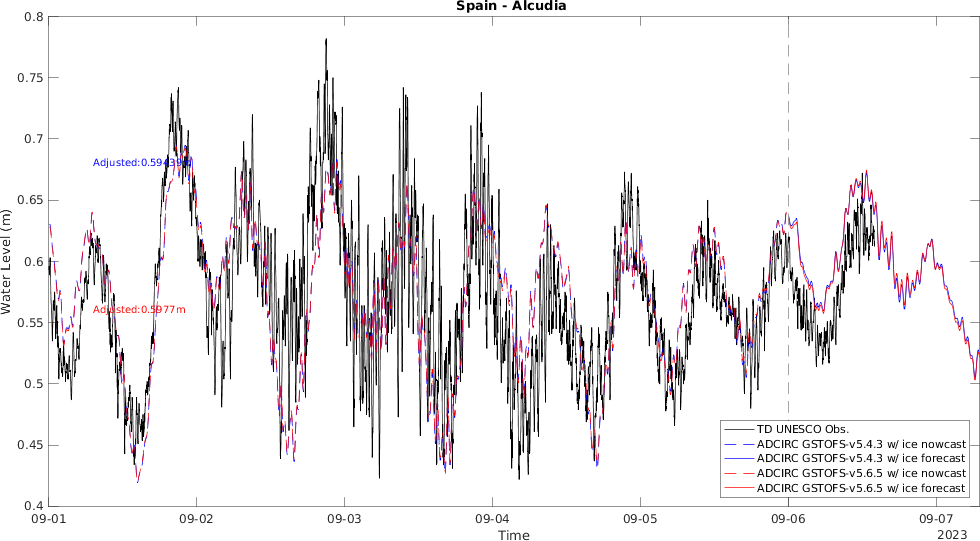 Spain - Alcudia
0.8
0.75
0.7
0.65
0.6
0.55
0.5
0.45
0.4
Water Level (m)
Adjusted:0.59439m
Adjusted:0.5977m
TD UNESCO Obs.
ADCIRC GSTOFS-v5.4.3 w/ ice nowcast
ADCIRC GSTOFS-v5.4.3 w/ ice forecast
ADCIRC GSTOFS-v5.6.5 w/ ice nowcast
ADCIRC GSTOFS-v5.6.5 w/ ice forecast
09-01 09-02 09-03 09-04 09-05 09-06 09-07
Time
2023